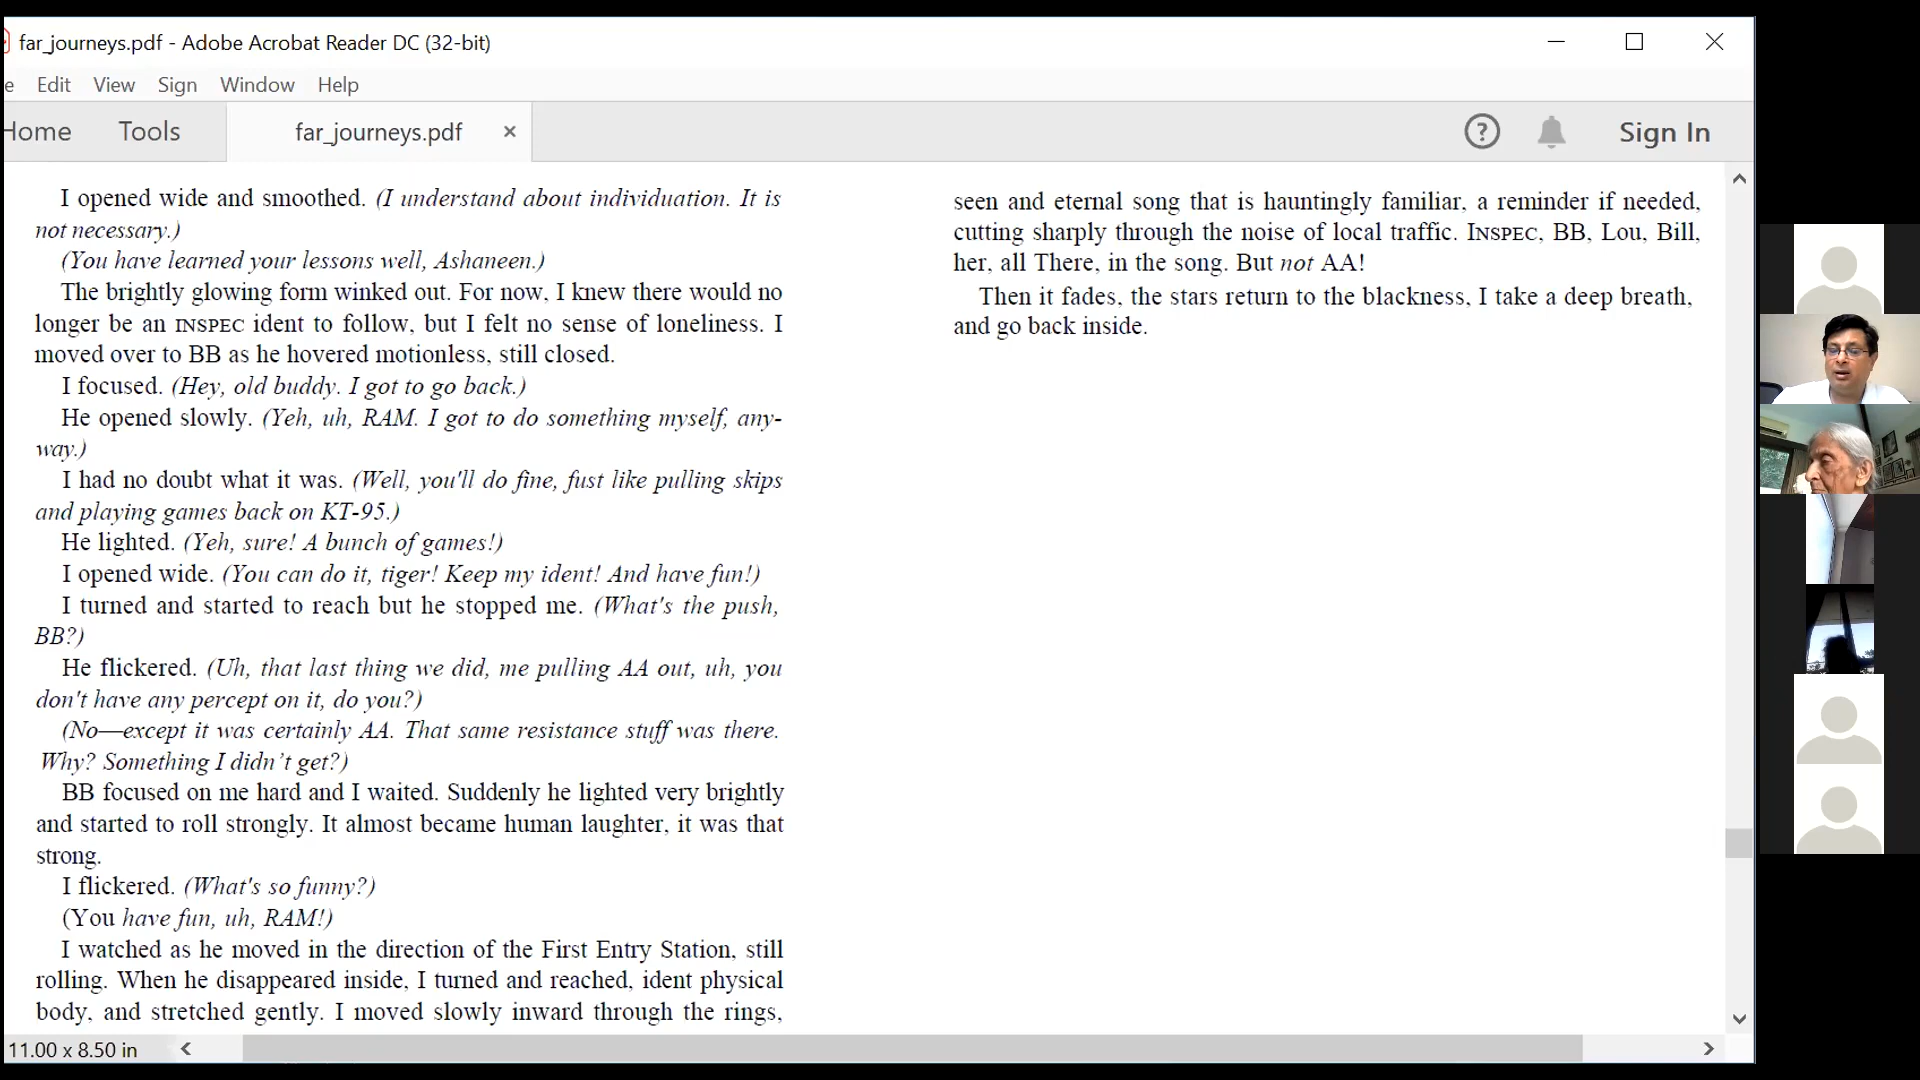 far_journeys.pdf - Adobe Acrobat Reader DC (32-bit)
e Edit View Sign Window Help
Home Tools far_journeys.pdf × ? Sign In
I opened wide and smoothed. (I understand about individuation. It is
not necessary.)
(You have learned your lessons well, Ashaneen.)
The brightly glowing form winked out. For now, I knew there would no
longer be an INSPEC ident to follow, but I felt no sense of loneliness. I
moved over to BB as he hovered motionless, still closed.
I focused. (Hey, old buddy. I got to go back.)
He opened slowly. (Yeh, uh, RAM. I got to do something myself, any-
way.)
I had no doubt what it was. (Well, you'll do fine, fust like pulling skips
and playing games back on KT-95.)
He lighted. (Yeh, sure! A bunch of games!)
I opened wide. (You can do it, tiger! Keep my ident! And have fun!)
I turned and started to reach but he stopped me. (What's the push,
BB?)
He flickered. (Uh, that last thing we did, me pulling AA out, uh, you
don't have any percept on it, do you?)
(No—except it was certainly AA. That same resistance stuff was there.
Why? Something I didn’t get?)
BB focused on me hard and I waited. Suddenly he lighted very brightly
and started to roll strongly. It almost became human laughter, it was that
strong.
I flickered. (What's so funny?)
(You have fun, uh, RAM!)
I watched as he moved in the direction of the First Entry Station, still
rolling. When he disappeared inside, I turned and reached, ident physical
body, and stretched gently. I moved slowly inward through the rings,
seen and eternal song that is hauntingly familiar, a reminder if needed,
cutting sharply through the noise of local traffic. INSPEC, BB, Lou, Bill,
her, all There, in the song. But not AA!
Then it fades, the stars return to the blackness, I take a deep breath,
and go back inside.
11.00 x 8.50 in